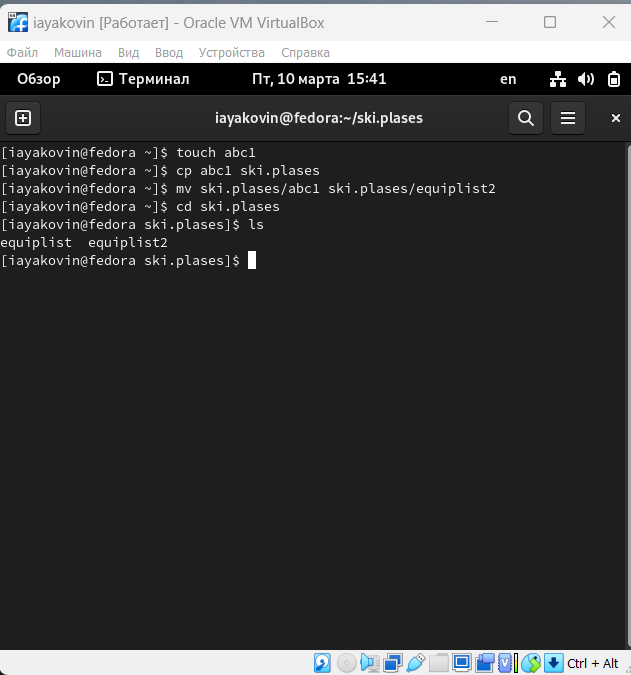 iayakovin [Работает] - Oracle VM VirtualBox
Файл Машина Вид Ввод Устройства Справка
Обзор Терминал Пт, 10 марта 15:41 en
iayakovin@fedora:~/ski.plases
[iayakovin@fedora ~]$ touch abc1
[iayakovin@fedora ~]$ cp abc1 ski.plases
[iayakovin@fedora ~]$ mv ski.plases/abc1 ski.plases/equiplist2
[iayakovin@fedora ~]$ cd ski.plases
[iayakovin@fedora ski.plases]$ ls
equiplist equiplist2
[iayakovin@fedora ski.plases]$
Ctrl + Alt